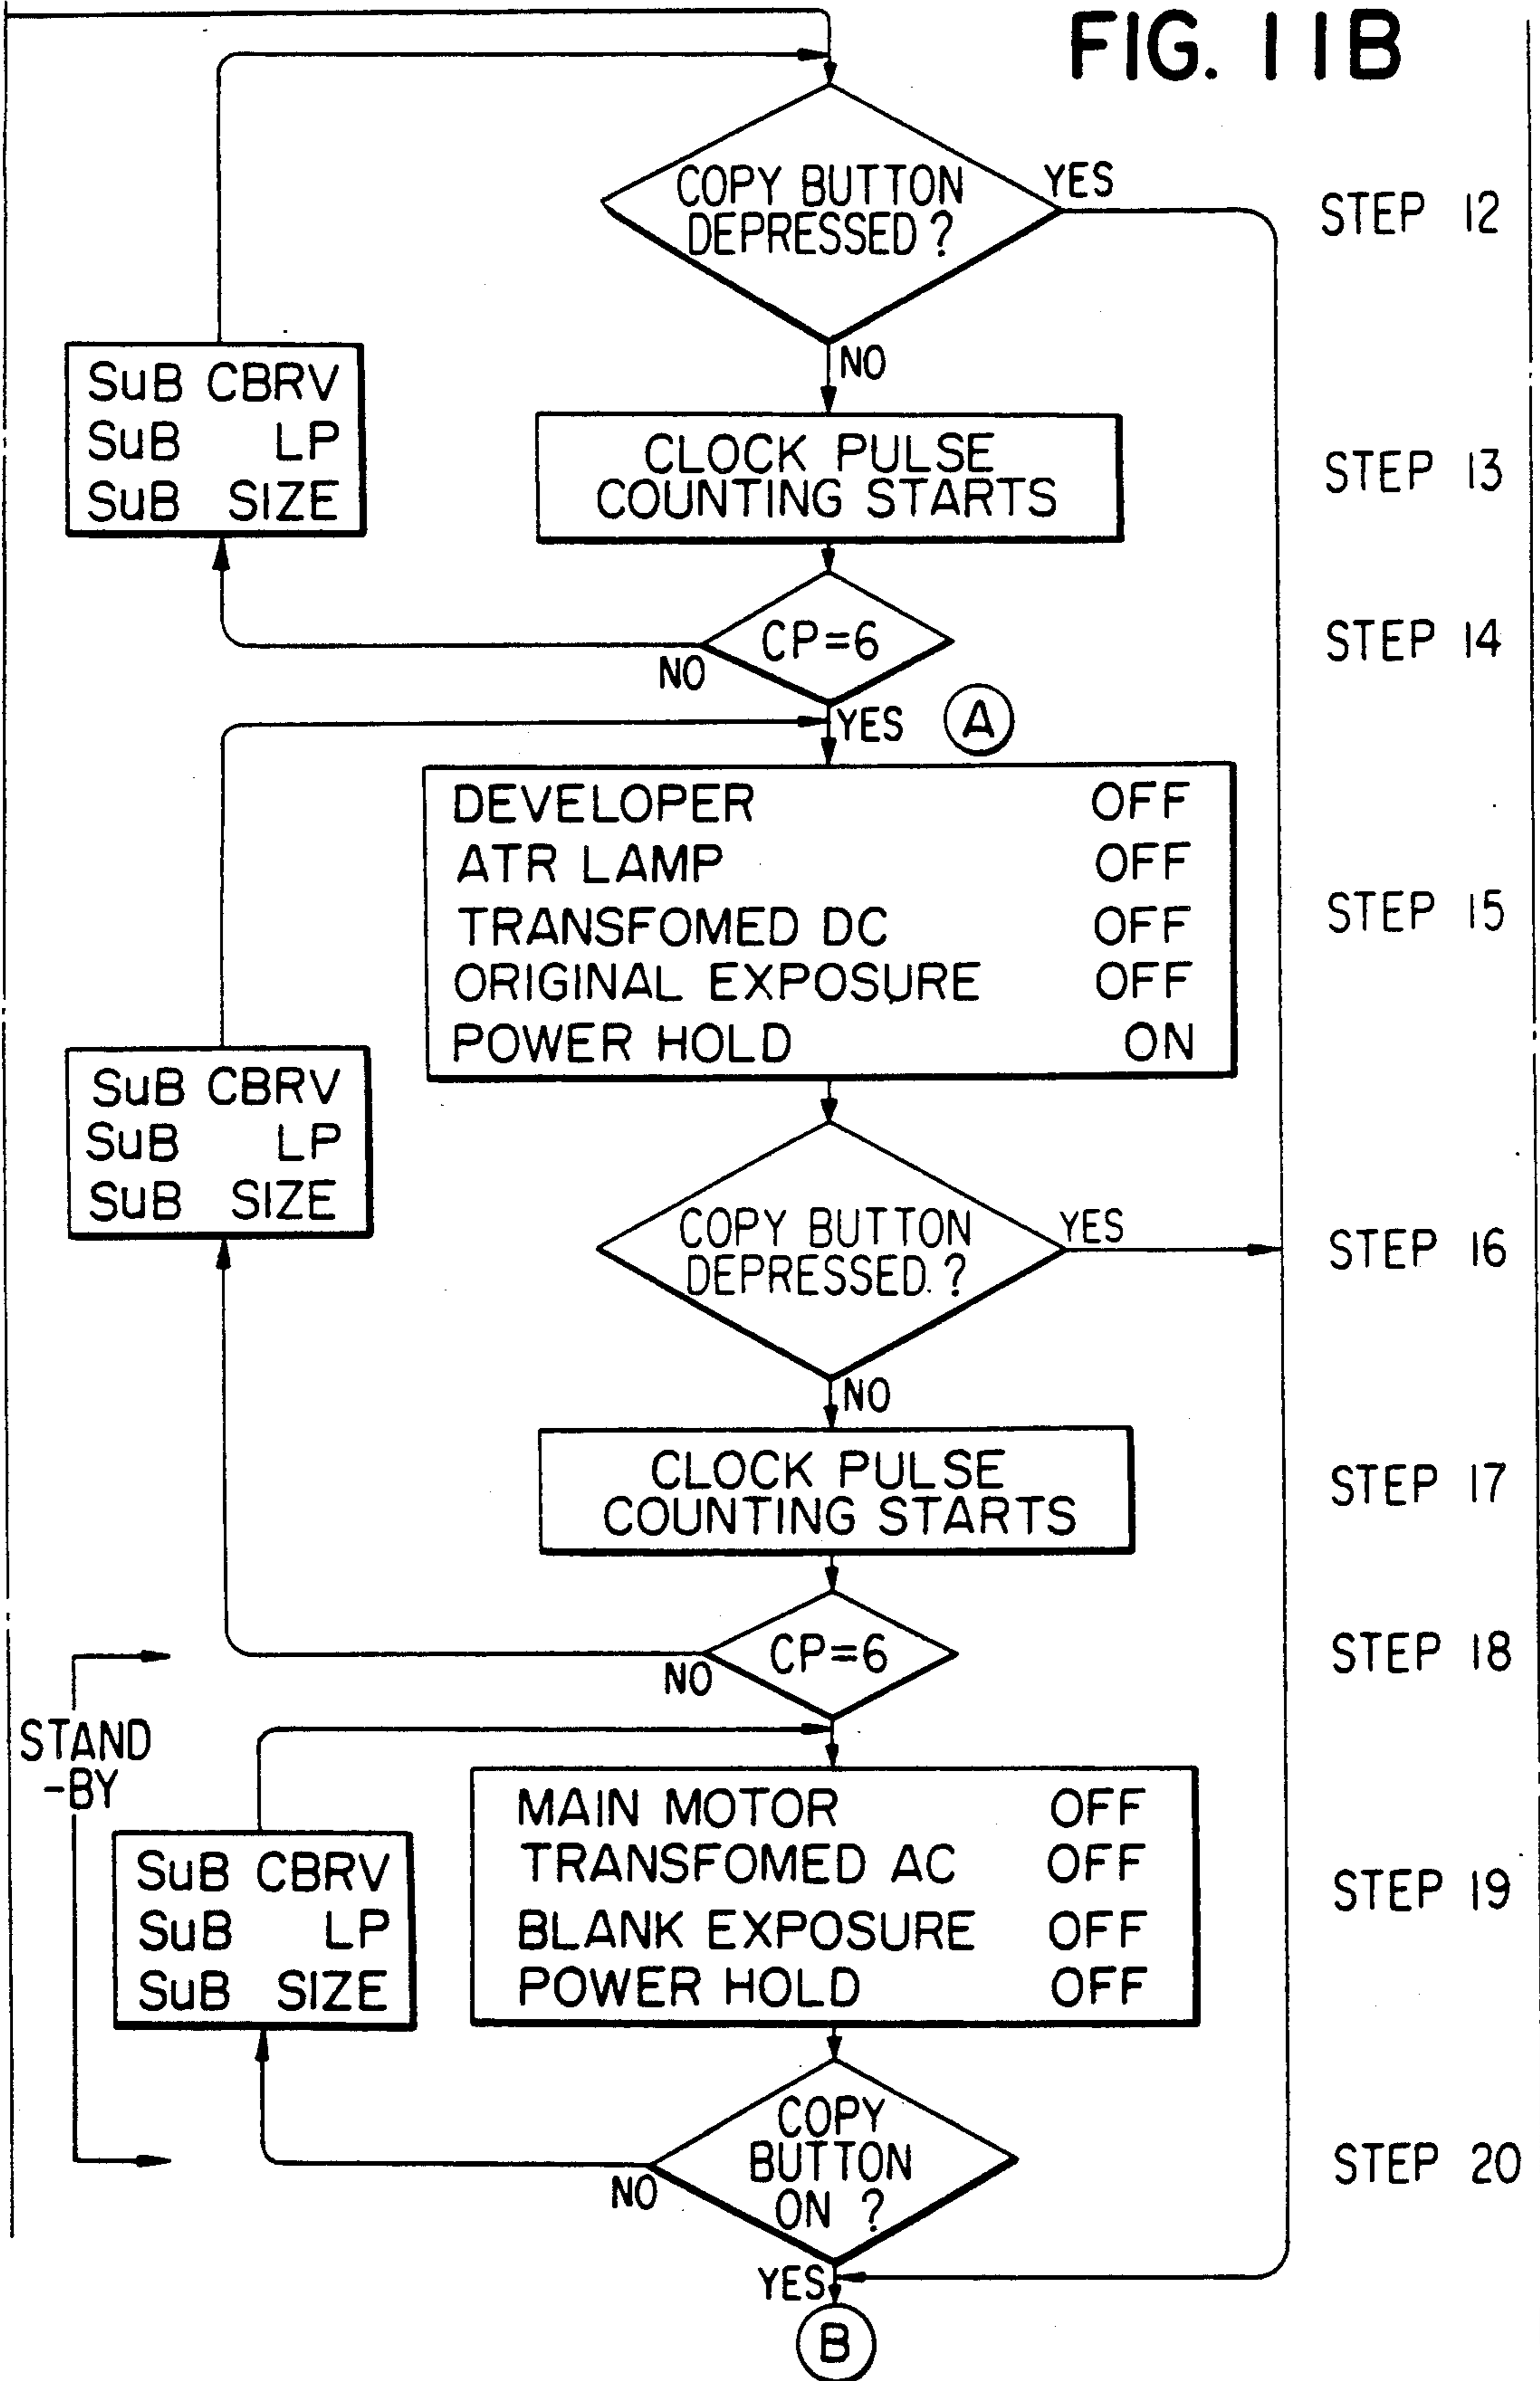 FIG. 11B
COPY BUTTON
DEPRESSED ?
YES
STEP 12
NO
SuB CBRV
SuB LP
SuB SIZE
CLOCK PULSE
COUNTING STARTS
STEP 13
CP=6
NO
STEP 14
YES
A
DEVELOPER OFF
ATR LAMP OFF
TRANSFOMED DC OFF
ORIGINAL EXPOSURE OFF
POWER HOLD ON
STEP 15
SuB CBRV
SuB LP
SuB SIZE
COPY BUTTON
DEPRESSED. ?
YES
STEP 16
NO
CLOCK PULSE
COUNTING STARTS
STEP 17
CP=6
NO
STEP 18
STAND
-BY
MAIN MOTOR OFF
TRANSFOMED AC OFF
BLANK EXPOSURE OFF
POWER HOLD OFF
STEP 19
SuB CBRV
SuB LP
SuB SIZE
COPY
BUTTON
ON ?
NO
STEP 20
YES
B